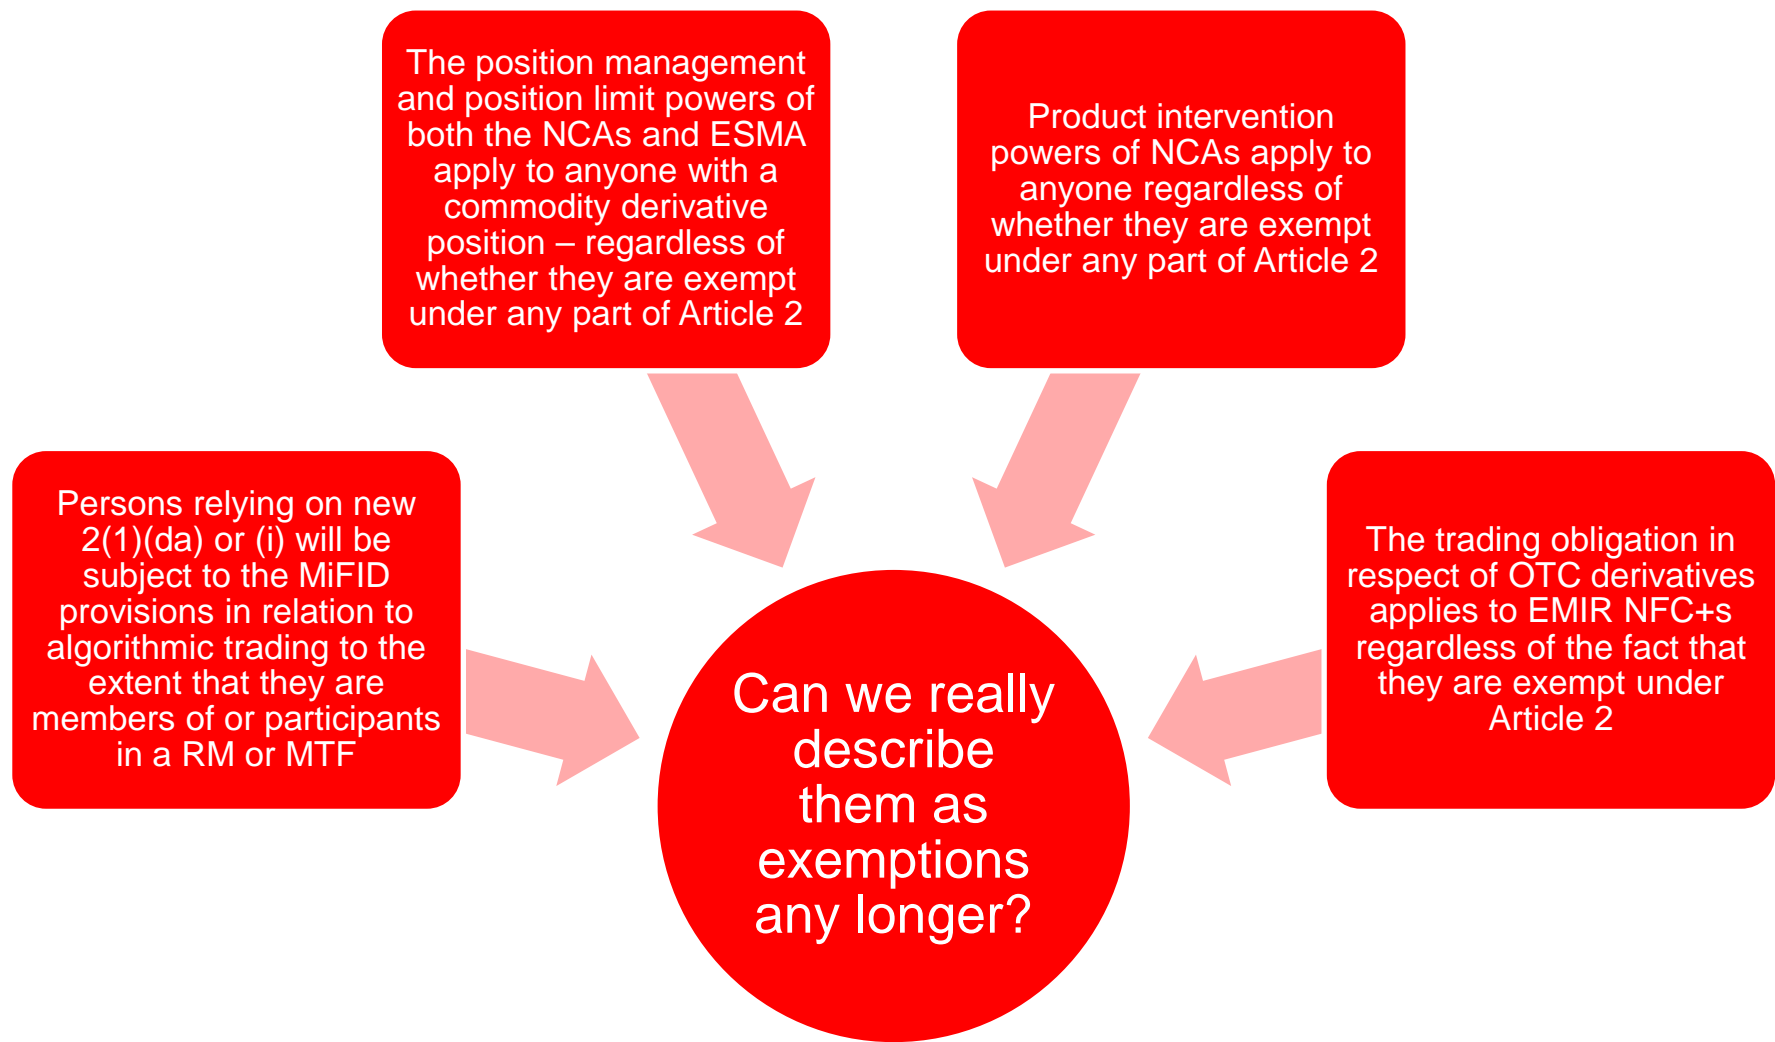 The position management
and position limit powers of
both the NCAs and ESMA
apply to anyone with a
commodity derivative
position – regardless of
whether they are exempt
under any part of Article 2
Product intervention
powers of NCAs apply to
anyone regardless of
whether they are exempt
under any part of Article 2
Persons relying on new
2(1)(da) or (i) will be
subject to the MiFID
provisions in relation to
algorithmic trading to the
extent that they are
members of or participants
in a RM or MTF
The trading obligation in
respect of OTC derivatives
applies to EMIR NFC+s
regardless of the fact that
they are exempt under
Article 2
Can we really
describe
them as
exemptions
any longer?